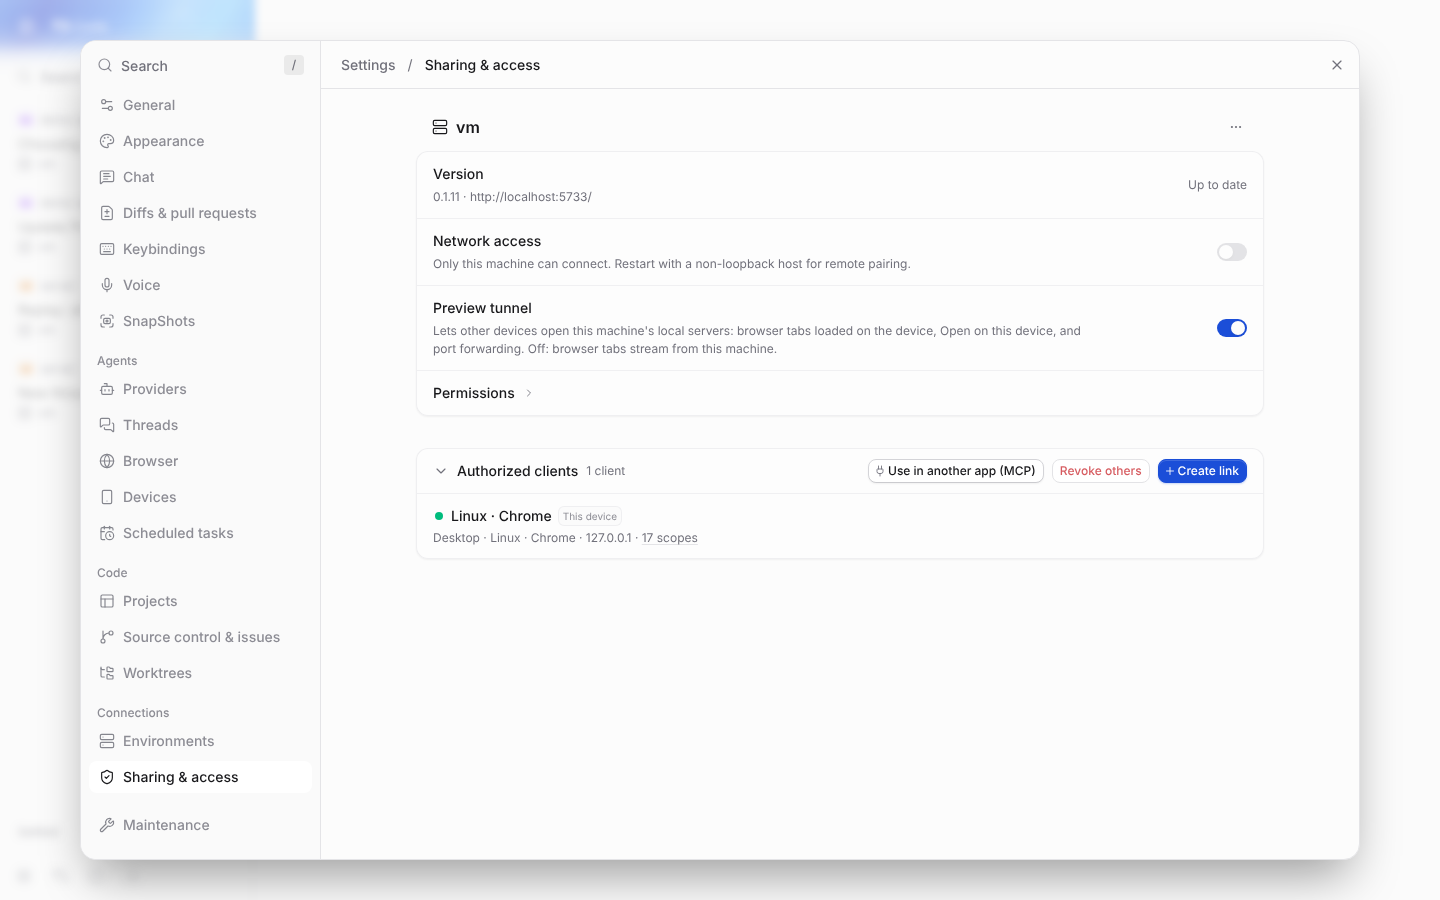 Search /
General
Appearance
Chat
Diffs & pull requests
Keybindings
Voice
SnapShots
Agents
Providers
Threads
Browser
Devices
Scheduled tasks
Code
Projects
Source control & issues
Worktrees
Connections
Environments
Sharing & access
Maintenance
Settings / Sharing & access
vm
Version
0.1.11 · http://localhost:5733/
Up to date
Network access
Only this machine can connect. Restart with a non-loopback host for remote pairing.
Preview tunnel
Lets other devices open this machine's local servers: browser tabs loaded on the device, Open on this device, and
port forwarding. Off: browser tabs stream from this machine.
Permissions
Authorized clients 1 client
Use in another app (MCP) Revoke others + Create link
Linux · Chrome This device
Desktop · Linux · Chrome · 127.0.0.1 · 17 scopes